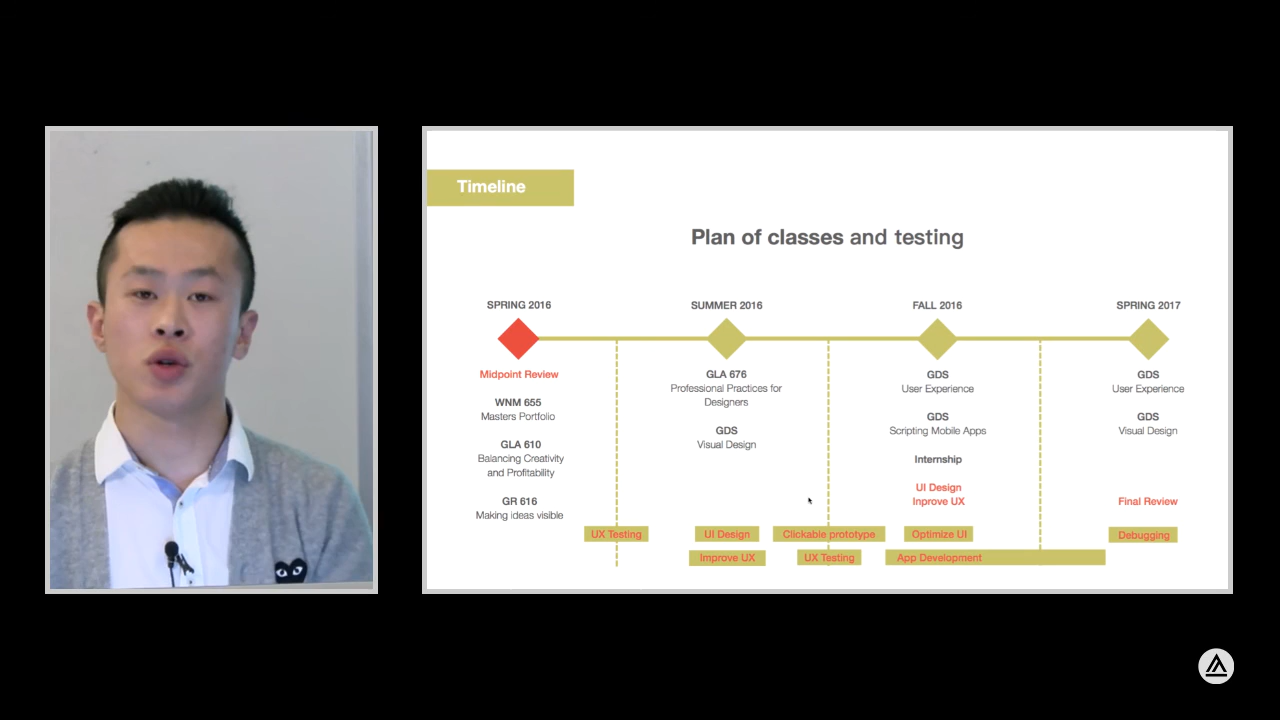 Timeline
Plan of classes and testing
SPRING 2016
Midpoint Review
WNM 655
Masters Portfolio
GLA 610
Balancing Creativity
and Profitability
GR 616
Making ideas visible
UX Testing
SUMMER 2016
GLA 676
Professional Practices for
Designers
GDS
Visual Design
UI Design
Improve UX
Clickable prototype
UX Testing
FALL 2016
GDS
User Experience
GDS
Scripting Mobile Apps
Internship
UI Design
Inprove UX
Optimize UI
App Development
SPRING 2017
GDS
User Experience
GDS
Visual Design
Final Review
Debugging